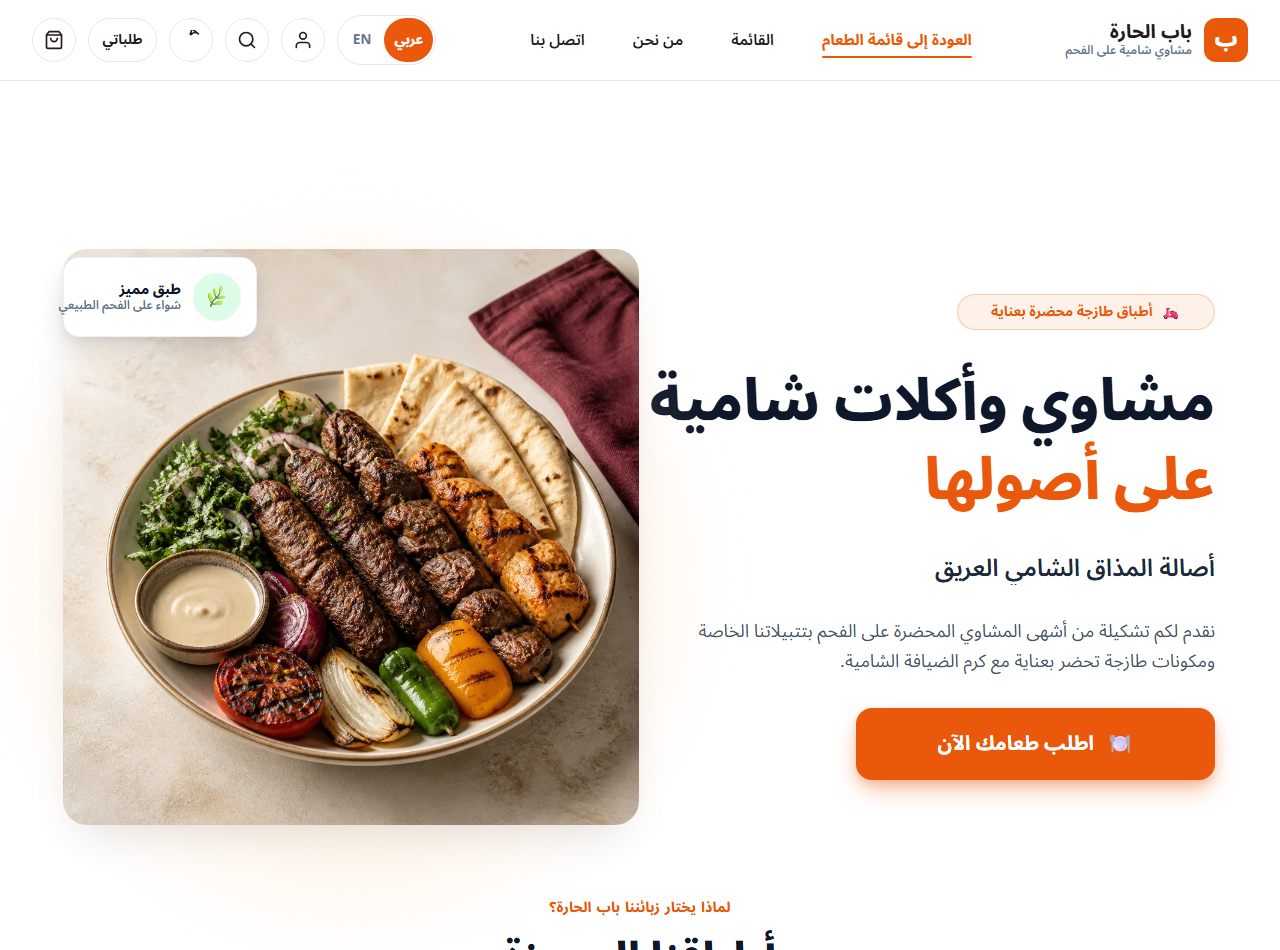 ب
باب الحارة
مشاوي شامية على الفحم
العودة إلى قائمة الطعام
القائمة
من نحن
اتصل بنا
عربي
EN
طلباتي
طبق مميز
شواء على الفحم الطبيعي
أطباق طازجة محضرة بعناية
مشاوي وأكلات شامية
على أصولها
أصالة المذاق الشامي العريق
نقدم لكم تشكيلة من أشهى المشاوي المحضرة على الفحم بتتبيلاتنا الخاصة
ومكونات طازجة تحضر بعناية مع كرم الضيافة الشامية.
اطلب طعامك الآن
لماذا يختار زبائننا باب الحارة؟